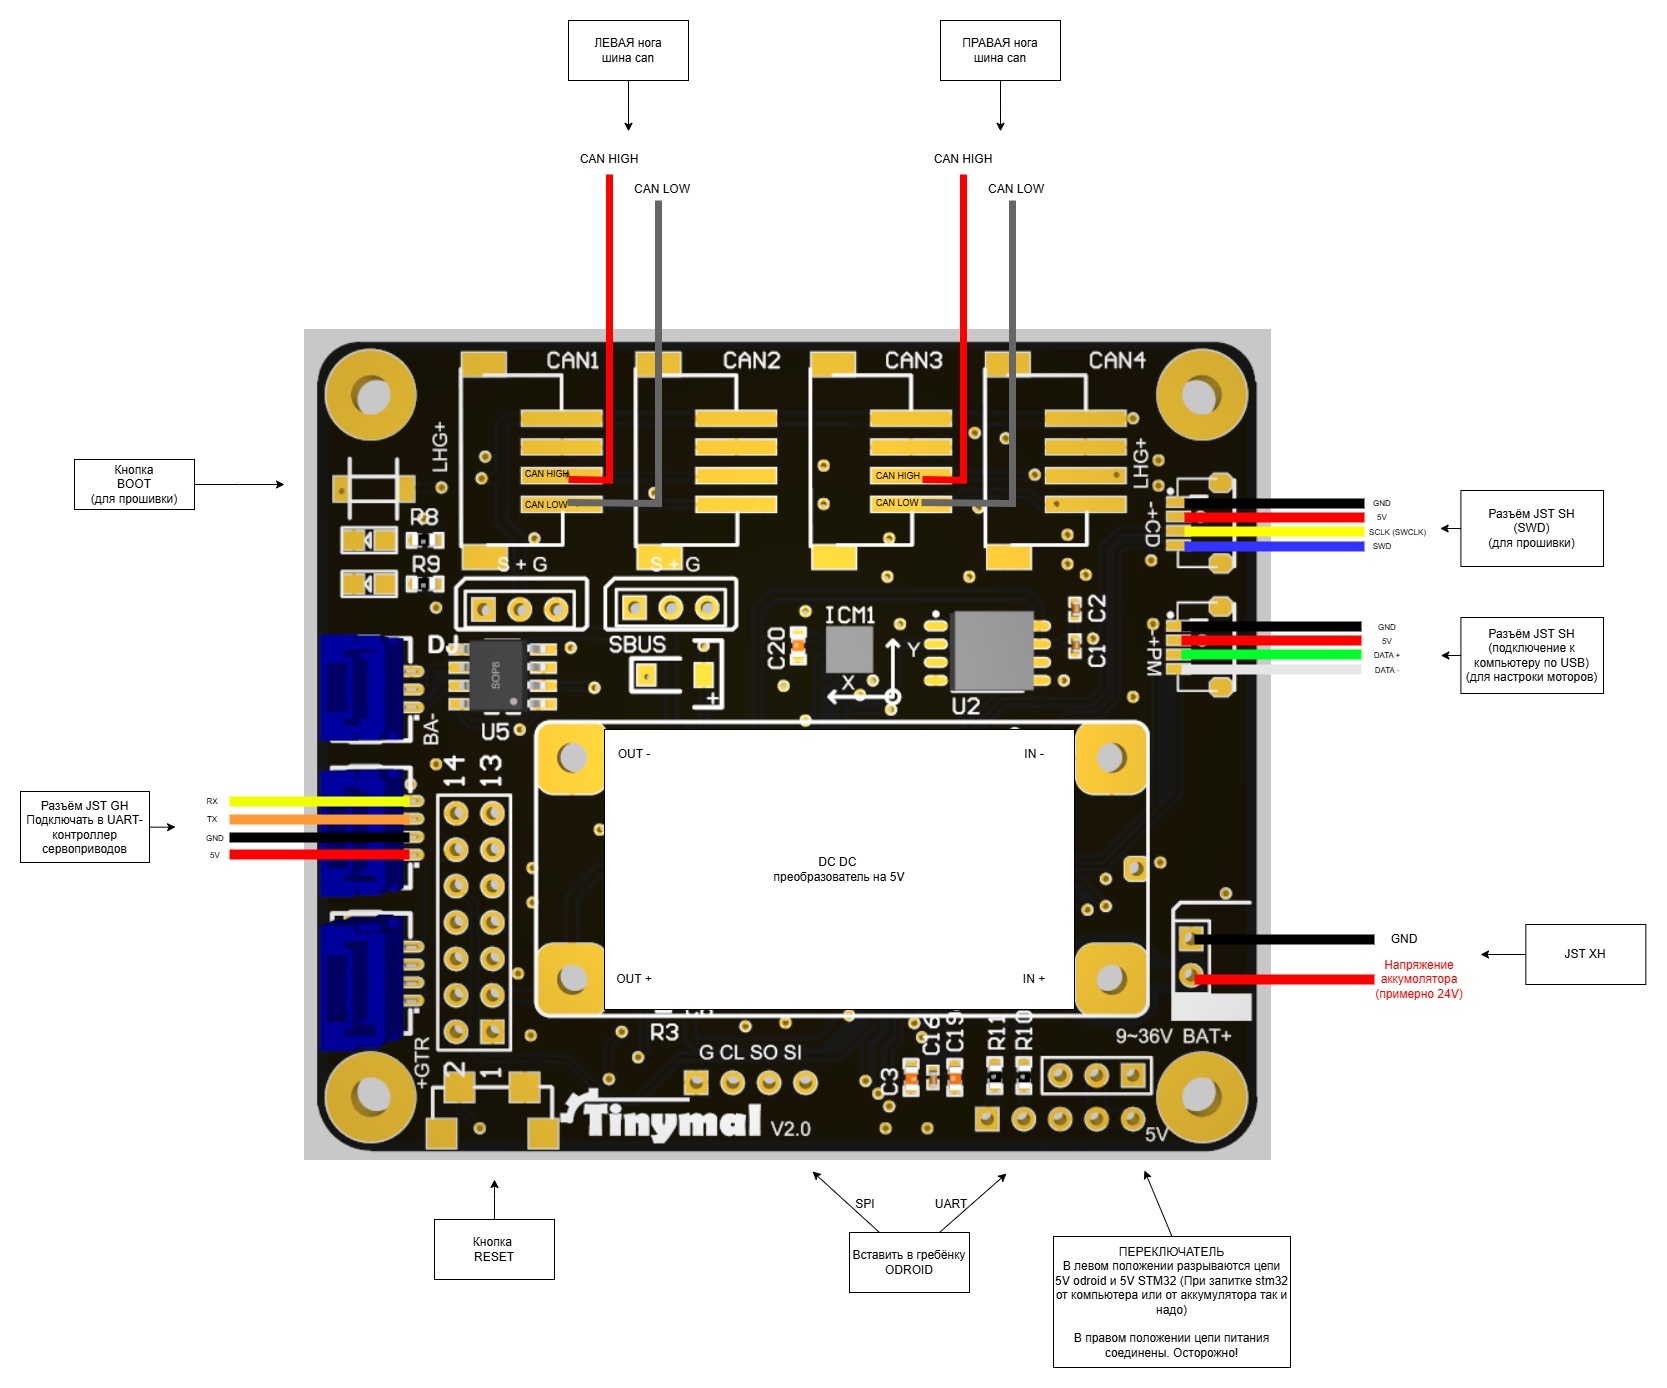 ЛЕВАЯ нога
шина can
ПРАВАЯ нога
шина can
CAN HIGH
CAN LOW
CAN HIGH
CAN LOW
CAN1
CAN2
CAN3
CAN4
LHG+
LHG+
CAN HIGH
CAN LOW
CAN HIGH
CAN LOW
Кнопка
BOOT
(для прошивки)
R8
R9
S + G
S + G
-+CD
GND
5V
SCLK (SWCLK)
SWD
Разъём JST SH
(SWD)
(для прошивки)
DJ
SBUS
SOP8
U5
BA-
+
C20
ICM1
Y
X
U2
C2
C1
-+PM
GND
5V
DATA +
DATA -
Разъём JST SH
(подключение к
компьютеру по USB)
(для настроки моторов)
14
13
OUT -
IN -
DC DC
преобразователь на 5V
OUT +
IN +
RX
TX
GND
5V
Разъём JST GH
Подключать в UART-
контроллер
сервоприводов
GND
Напряжение
аккумолятора
(примерно 24V)
JST XH
9~36V BAT+
+GTR
2
1
R3
G CL SO SI
C3
C16
C19
R11
R10
Tinymal V2.0
5V
Кнопка
RESET
SPI
UART
Вставить в гребёнку
ODROID
ПЕРЕКЛЮЧАТЕЛЬ
В левом положении разрываются цепи
5V odroid и 5V STM32 (При запитке stm32
от компьютера или от аккумулятора так и
надо)
В правом положении цепи питания
соединены. Осторожно!